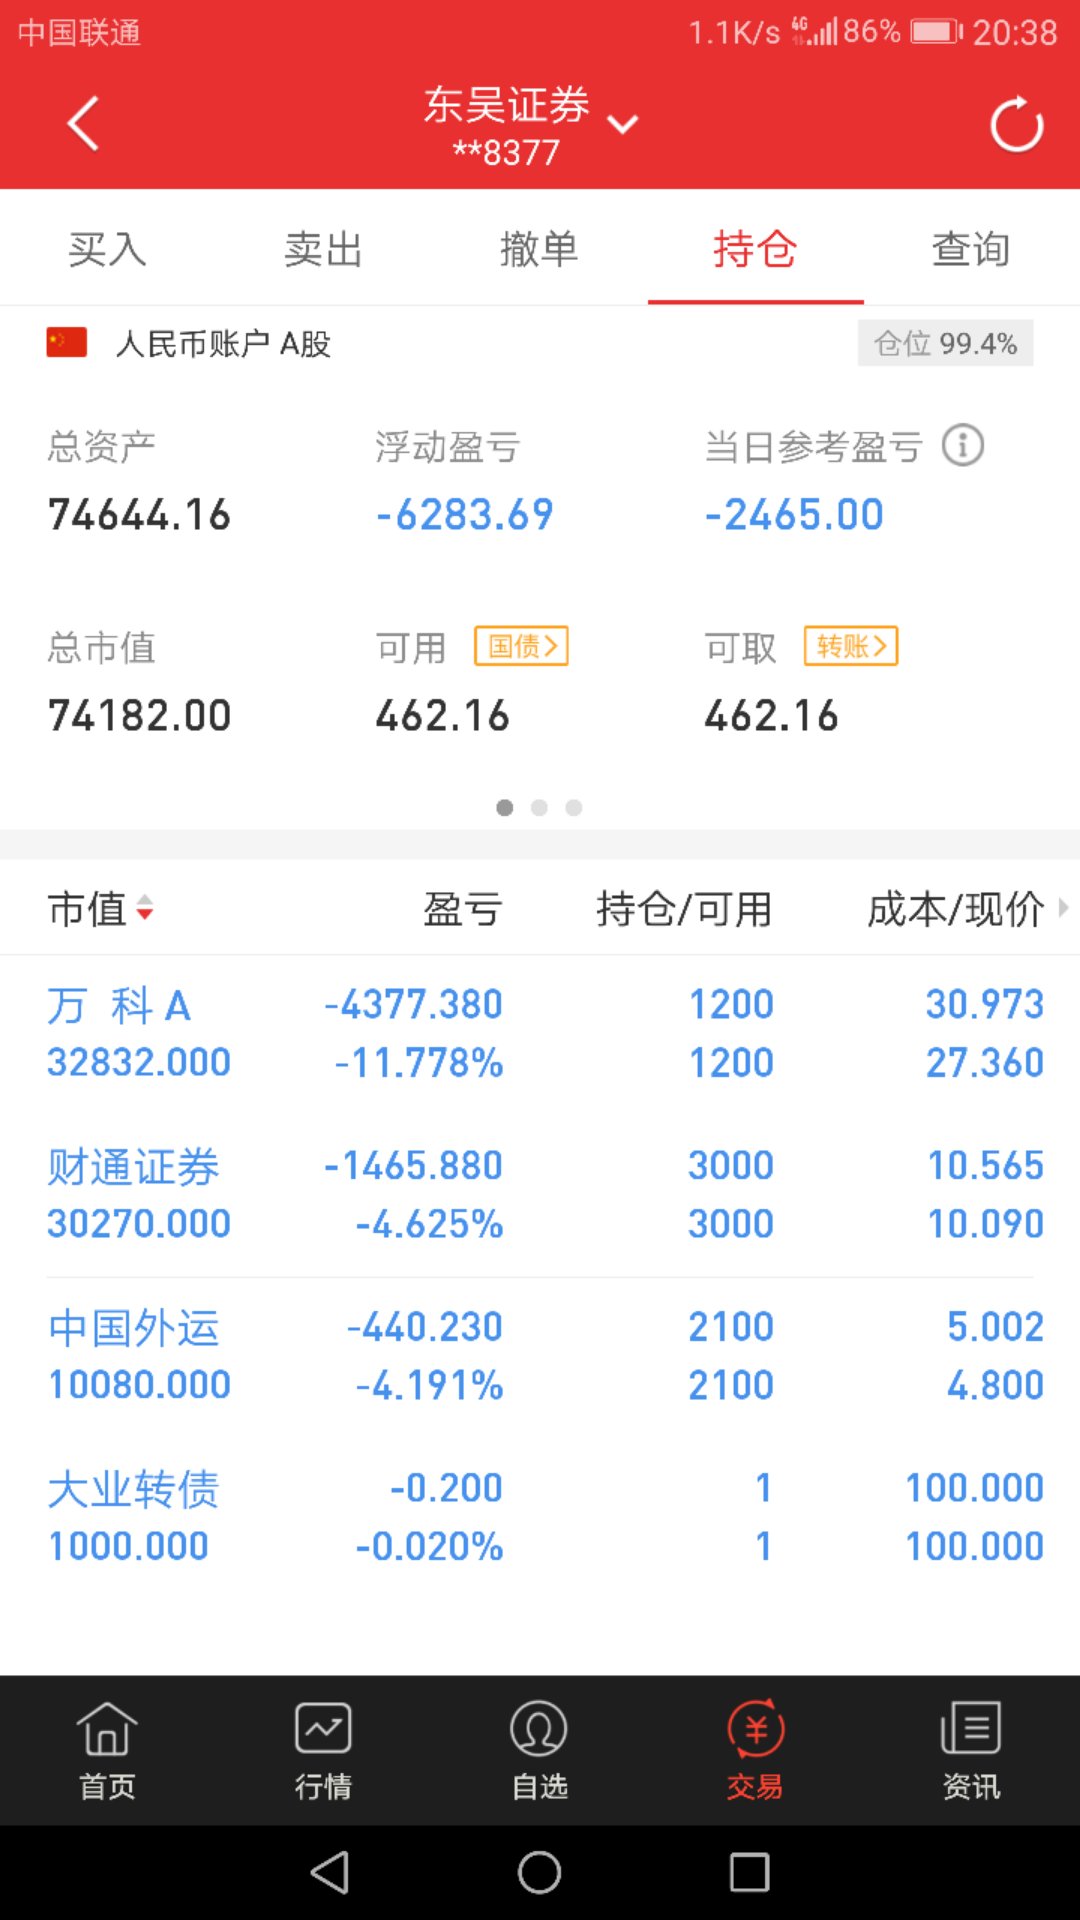 中国联通 1.1K/s 4G 86% 20:38
东吴证券
**8377
买入 卖出 撤单 持仓 查询
人民币账户 A股 仓位 99.4%
总资产 浮动盈亏 当日参考盈亏
74644.16 -6283.69 -2465.00
总市值 可用 国债> 可取 转账>
74182.00 462.16 462.16
市值 盈亏 持仓/可用 成本/现价
万 科A -4377.380 1200 30.973
32832.000 -11.778% 1200 27.360
财通证券 -1465.880 3000 10.565
30270.000 -4.625% 3000 10.090
中国外运 -440.230 2100 5.002
10080.000 -4.191% 2100 4.800
大业转债 -0.200 1 100.000
1000.000 -0.020% 1 100.000
首页 行情 自选 交易 资讯